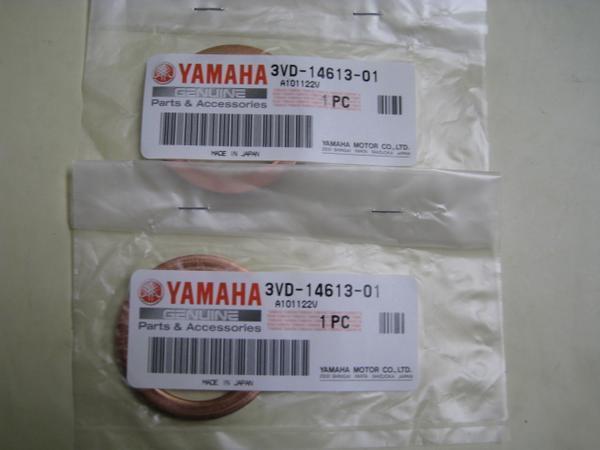 YAMAHA 3VD-14613-01
A101122V
GENUINE
Parts & Accessories
1 PC
MADE IN JAPAN
YAMAHA MOTOR CO.,LTD.
YAMAHA 3VD-14613-01
A101122V
GENUINE
Parts & Accessories
1 PC
MADE IN JAPAN
YAMAHA MOTOR CO.,LTD.